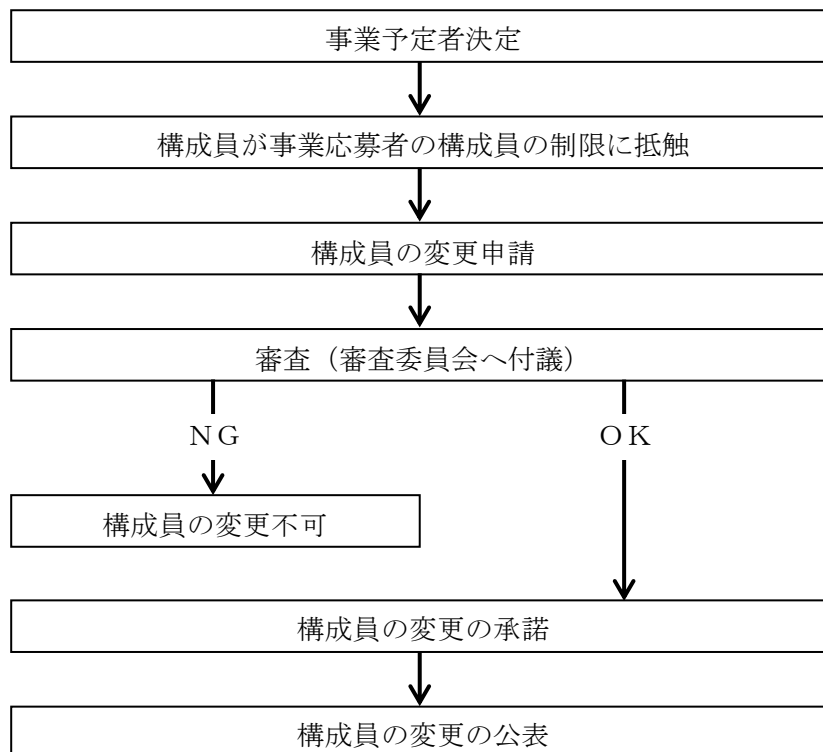 事業予定者決定
構成員が事業応募者の構成員の制限に抵触
構成員の変更申請
審査（審査委員会へ付議）
ＮＧ
ＯＫ
構成員の変更不可
構成員の変更の承諾
構成員の変更の公表